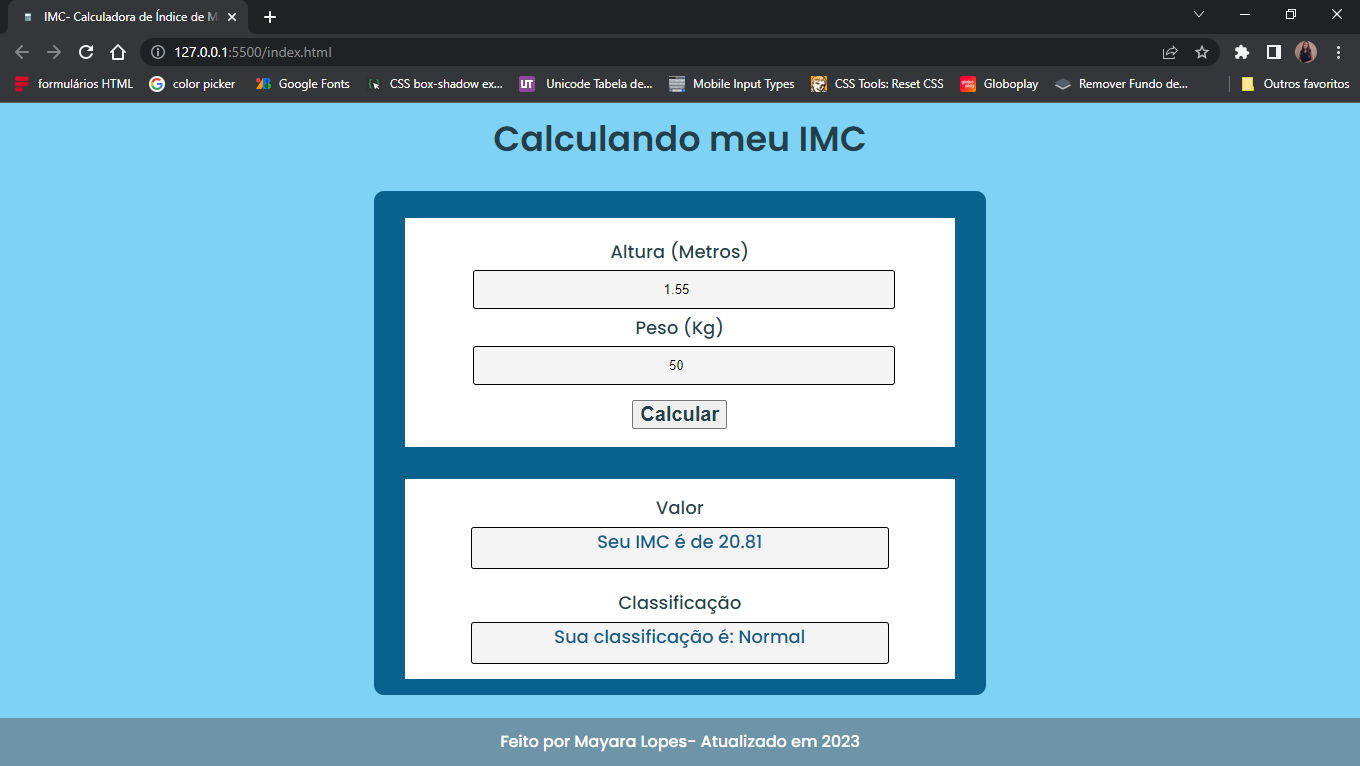 IMC- Calculadora de Índice de M
127.0.0.1:5500/index.html
formulários HTML
color picker
Google Fonts
CSS box-shadow ex...
UT
Unicode Tabela de...
Mobile Input Types
CSS Tools: Reset CSS
Globoplay
Remover Fundo de...
Outros favoritos
Calculando meu IMC
Altura (Metros)
1.55
Peso (Kg)
50
Calcular
Valor
Seu IMC é de 20.81
Classificação
Sua classificação é: Normal
Feito por Mayara Lopes- Atualizado em 2023